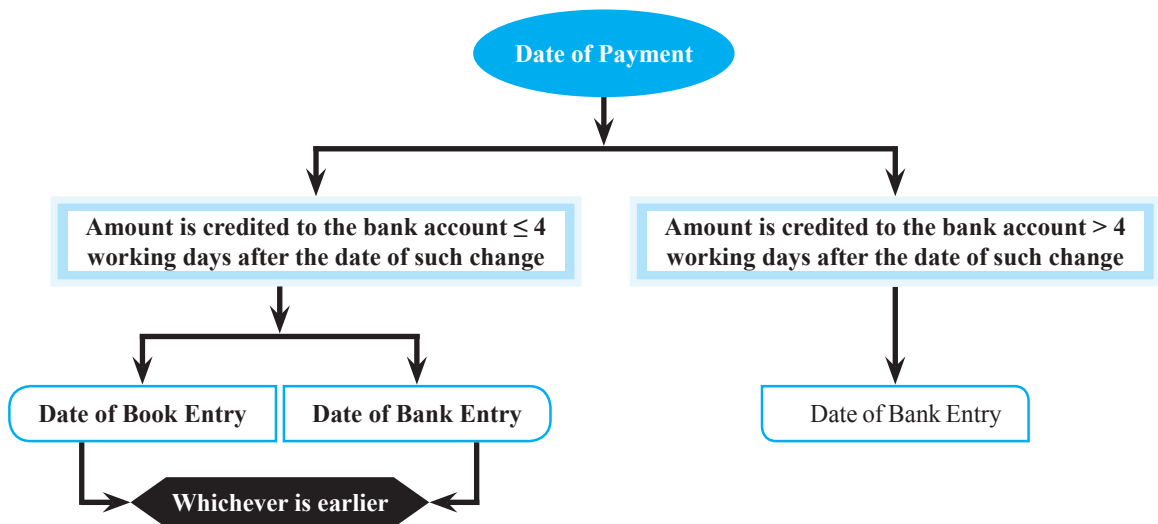 Date of Payment
Amount is credited to the bank account ≤ 4
working days after the date of such change
Amount is credited to the bank account > 4
working days after the date of such change
Date of Book Entry
Date of Bank Entry
Date of Bank Entry
Whichever is earlier